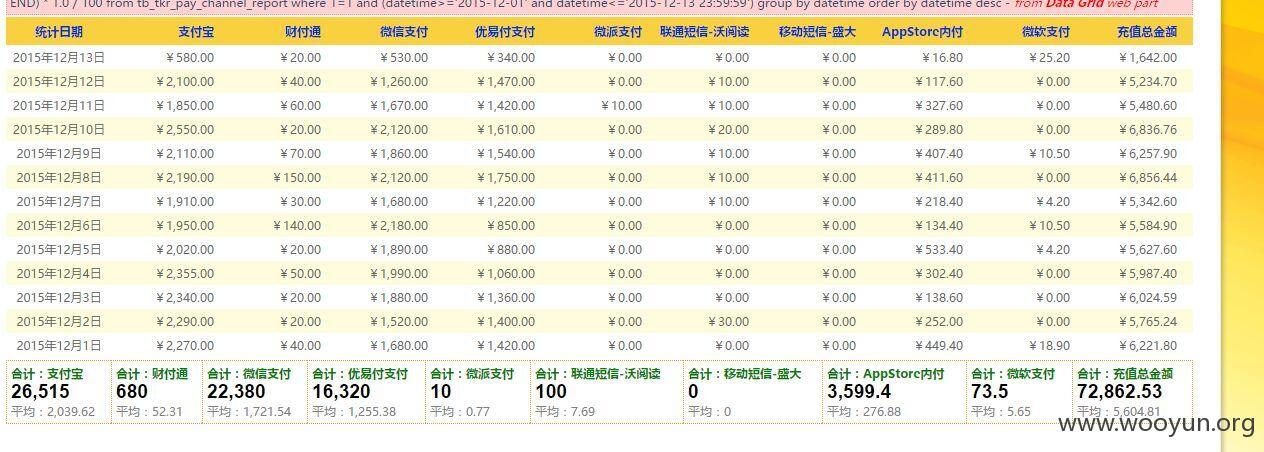 END) * 1.0 / 100 from tb_tkr_pay_channel_report where 1=1 and (datetime>='2015-12-01' and datetime<='2015-12-13 23:59:59') group by datetime order by datetime desc - from Data Grid web part
统计日期 支付宝 财付通 微信支付 优易付支付 微派支付 联通短信-沃阅读 移动短信-盛大 AppStore内付 微软支付 充值总金额
2015年12月13日 ¥580.00 ¥20.00 ¥530.00 ¥340.00 ¥0.00 ¥0.00 ¥0.00 ¥16.80 ¥25.20 ¥1,642.00
2015年12月12日 ¥2,100.00 ¥40.00 ¥1,260.00 ¥1,470.00 ¥0.00 ¥10.00 ¥0.00 ¥117.60 ¥0.00 ¥5,234.70
2015年12月11日 ¥1,850.00 ¥60.00 ¥1,670.00 ¥1,420.00 ¥10.00 ¥10.00 ¥0.00 ¥327.60 ¥0.00 ¥5,480.60
2015年12月10日 ¥2,550.00 ¥20.00 ¥2,120.00 ¥1,610.00 ¥0.00 ¥20.00 ¥0.00 ¥289.80 ¥0.00 ¥6,836.76
2015年12月9日 ¥2,110.00 ¥70.00 ¥1,860.00 ¥1,540.00 ¥0.00 ¥10.00 ¥0.00 ¥407.40 ¥10.50 ¥6,257.90
2015年12月8日 ¥2,190.00 ¥150.00 ¥2,120.00 ¥1,750.00 ¥0.00 ¥10.00 ¥0.00 ¥411.60 ¥0.00 ¥6,856.44
2015年12月7日 ¥1,910.00 ¥30.00 ¥1,680.00 ¥1,220.00 ¥0.00 ¥10.00 ¥0.00 ¥218.40 ¥4.20 ¥5,342.60
2015年12月6日 ¥1,950.00 ¥140.00 ¥2,180.00 ¥850.00 ¥0.00 ¥0.00 ¥0.00 ¥134.40 ¥10.50 ¥5,584.90
2015年12月5日 ¥2,020.00 ¥20.00 ¥1,890.00 ¥880.00 ¥0.00 ¥0.00 ¥0.00 ¥533.40 ¥4.20 ¥5,627.60
2015年12月4日 ¥2,355.00 ¥50.00 ¥1,990.00 ¥1,060.00 ¥0.00 ¥0.00 ¥0.00 ¥302.40 ¥0.00 ¥5,987.40
2015年12月3日 ¥2,340.00 ¥20.00 ¥1,880.00 ¥1,360.00 ¥0.00 ¥0.00 ¥0.00 ¥138.60 ¥0.00 ¥6,024.59
2015年12月2日 ¥2,290.00 ¥20.00 ¥1,520.00 ¥1,400.00 ¥0.00 ¥30.00 ¥0.00 ¥252.00 ¥0.00 ¥5,765.24
2015年12月1日 ¥2,270.00 ¥40.00 ¥1,680.00 ¥1,420.00 ¥0.00 ¥0.00 ¥0.00 ¥449.40 ¥18.90 ¥6,221.80
合计：支付宝 合计：财付通 合计：微信支付 合计：优易付支付 合计：微派支付 合计：联通短信-沃阅读 合计：移动短信-盛大 合计：AppStore内付 合计：微软支付 合计：充值总金额
26,515 680 22,380 16,320 10 100 0 3,599.4 73.5 72,862.53
平均：2,039.62 平均：52.31 平均：1,721.54 平均：1,255.38 平均：0.77 平均：7.69 平均：0 平均：276.88 平均：5.65 平均：5,604.81
www.wooyun.org